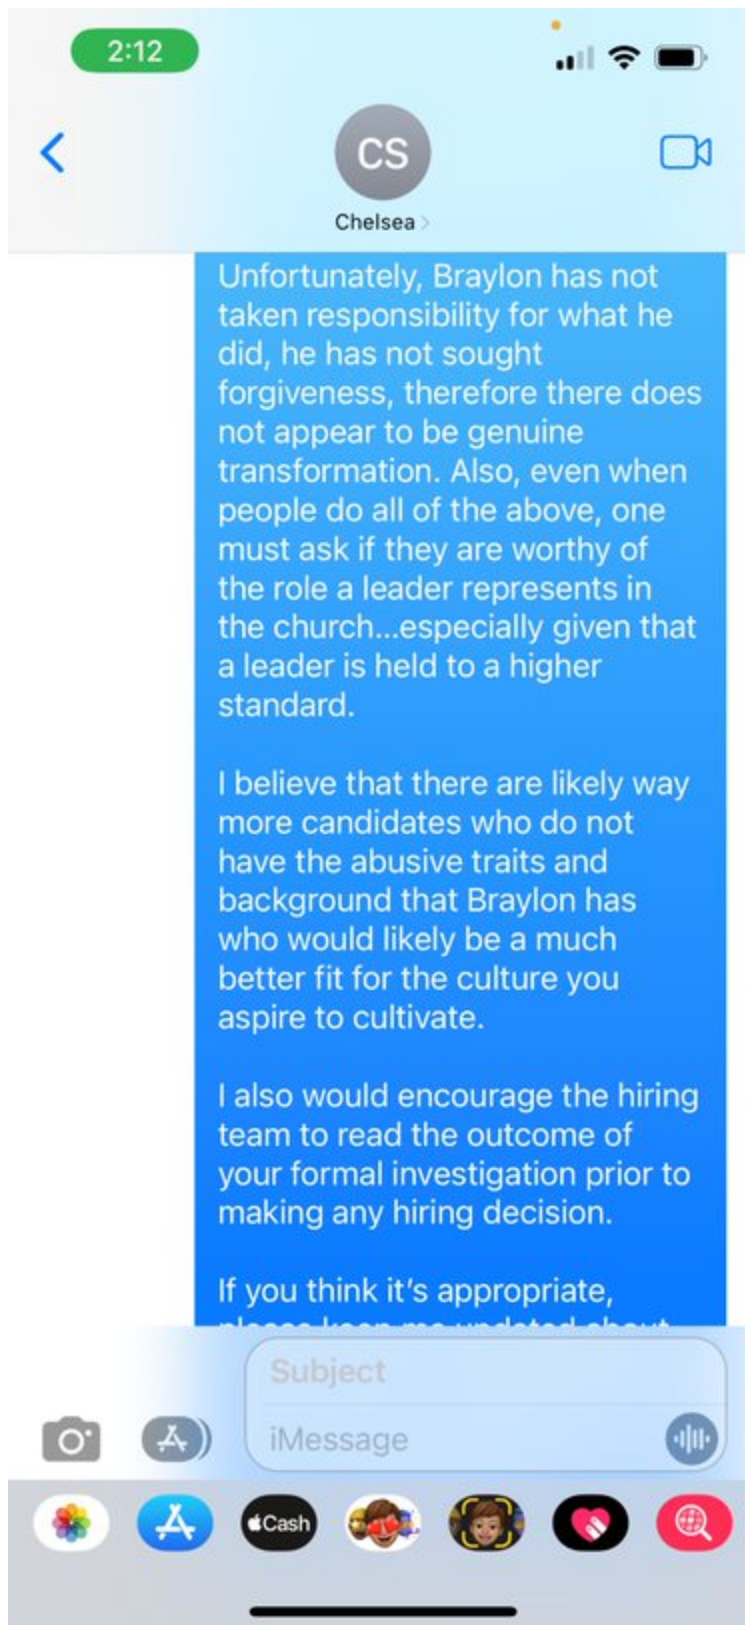 2:12
CS
Chelsea
Unfortunately, Braylon has not
taken responsibility for what he
did, he has not sought
forgiveness, therefore there does
not appear to be genuine
transformation. Also, even when
people do all of the above, one
must ask if they are worthy of
the role a leader represents in
the church...especially given that
a leader is held to a higher
standard.
I believe that there are likely way
more candidates who do not
have the abusive traits and
background that Braylon has
who would likely be a much
better fit for the culture you
aspire to cultivate.
I also would encourage the hiring
team to read the outcome of
your formal investigation prior to
making any hiring decision.
If you think it's appropriate,
please keep me updated about
Subject
iMessage
Cash